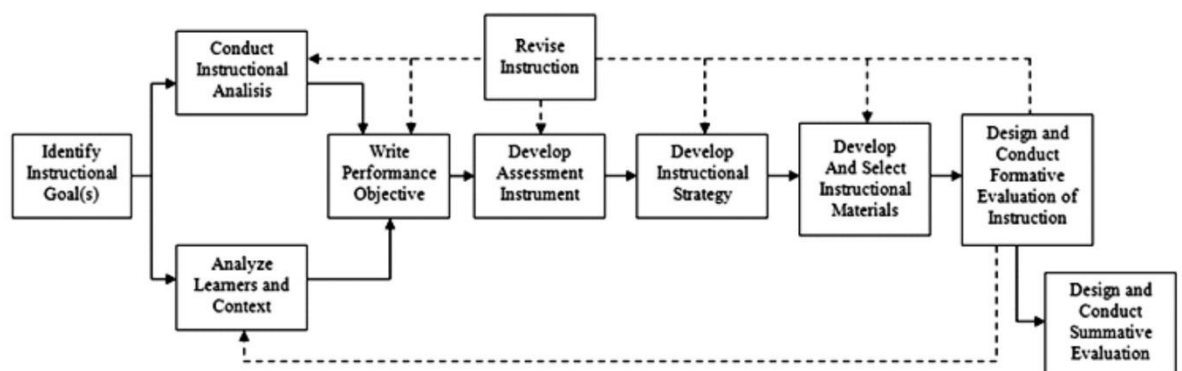 Conduct
Instructional
Analisis
Revise
Instruction
Identify
Instructional
Goal(s)
Write
Performance
Objective
Develop
Assessment
Instrument
Develop
Instructional
Strategy
Develop
And Select
Instructional
Materials
Design and
Conduct
Formative
Evaluation of
Instruction
Analyze
Learners and
Context
Design and
Conduct
Summative
Evaluation